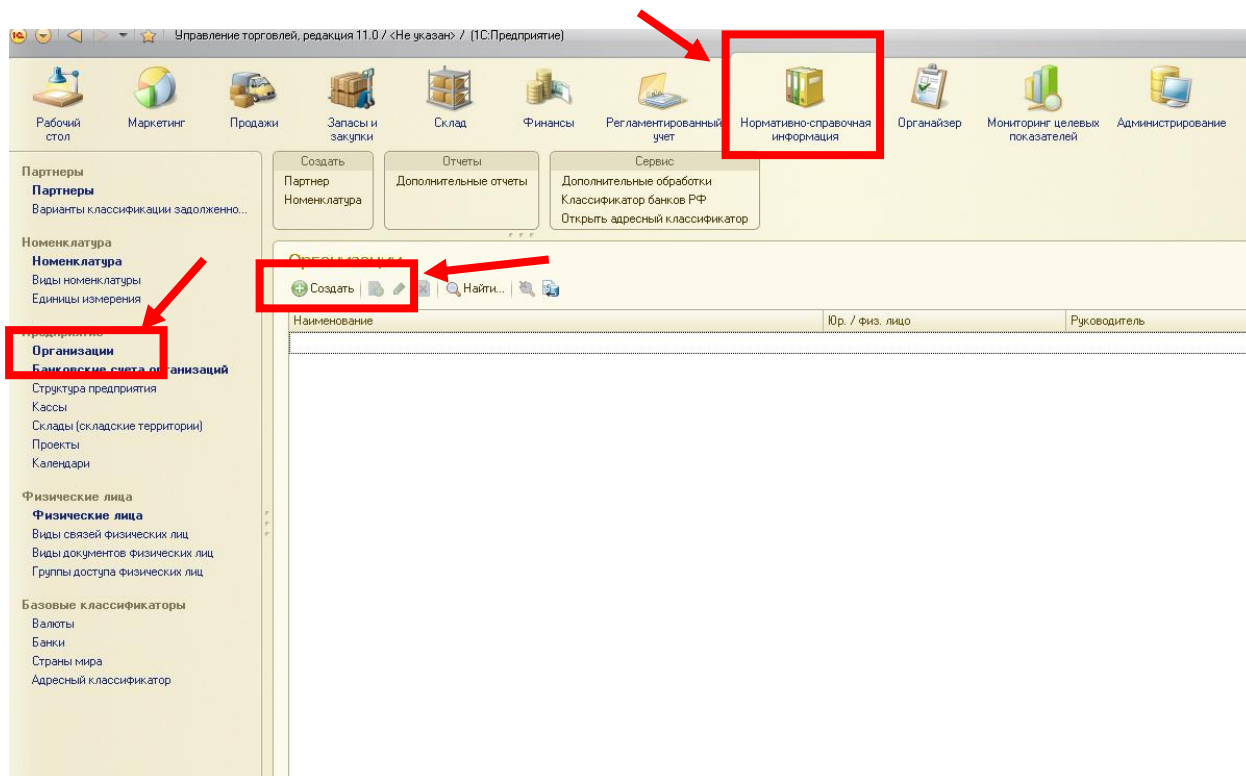 Управление торговлей, редакция 11.0 / <Не указан> / (1С:Предприятие)
Рабочий стол
Маркетинг
Продажи
Запасы и закупки
Склад
Финансы
Регламентированный учет
Нормативно-справочная информация
Органайзер
Мониторинг целевых показателей
Администрирование
Партнеры
Партнеры
Варианты классификации задолженно...
Номенклатура
Номенклатура
Виды номенклатуры
Единицы измерения
Предприятие
Организации
Банковские счета организаций
Структура предприятия
Кассы
Склады (складские территории)
Проекты
Календари
Физические лица
Физические лица
Виды связей физических лиц
Виды документов физических лиц
Группы доступа физических лиц
Базовые классификаторы
Валюты
Банки
Страны мира
Адресный классификатор
Создать
Партнер
Номенклатура
Отчеты
Дополнительные отчеты
Сервис
Дополнительные обработки
Классификатор банков РФ
Открыть адресный классификатор
Организации
Создать
Найти...
Наименование
Юр. / физ. лицо
Руководитель